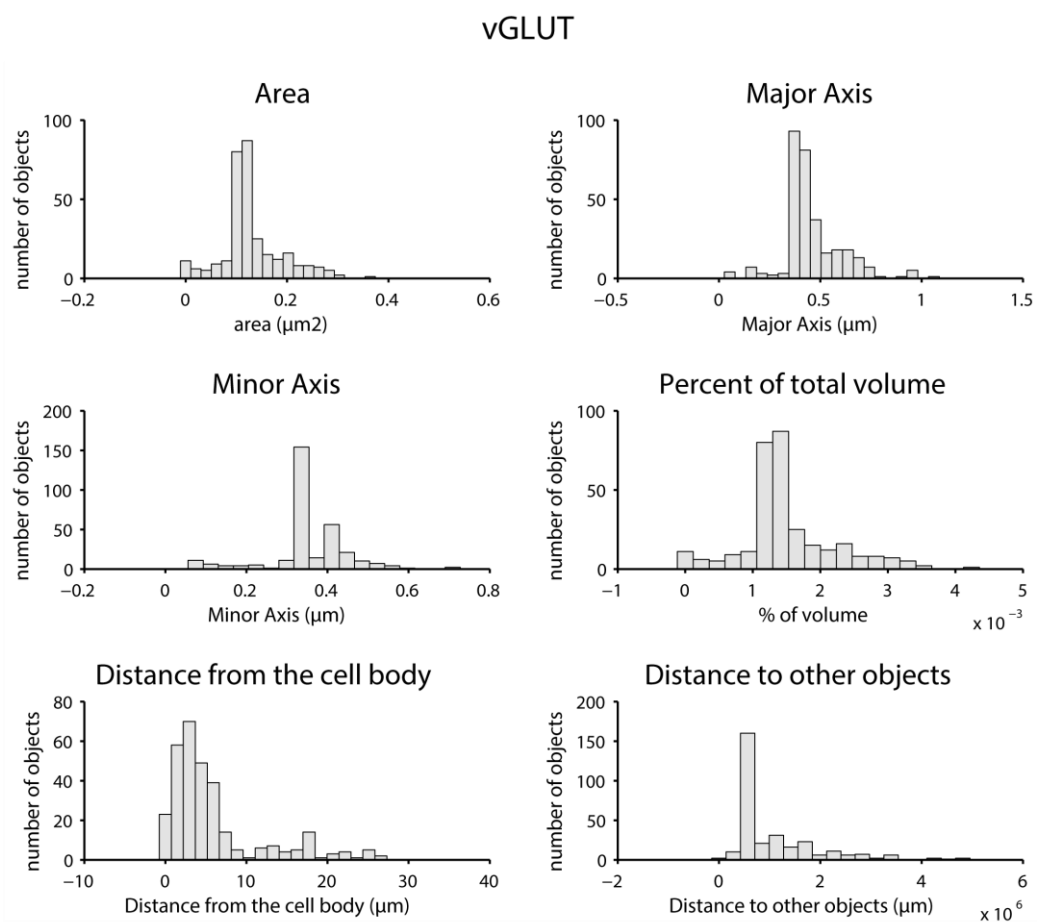 vGLUT
Area
number of objects
100
50
0
−0.2
0
0.2
0.4
0.6
area (µm2)
Major Axis
number of objects
100
50
0
−0.5
0
0.5
1
1.5
Major Axis (µm)
Minor Axis
number of objects
200
150
100
50
0
−0.2
0
0.2
0.4
0.6
0.8
Minor Axis (µm)
Percent of total volume
number of objects
100
50
0
−1
0
1
2
3
4
5
% of volume
x 10 −3
Distance from the cell body
number of objects
80
60
40
20
0
−10
0
10
20
30
40
Distance from the cell body (µm)
Distance to other objects
number of objects
200
150
100
50
0
−2
0
2
4
6
Distance to other objects (µm)
x 10 6